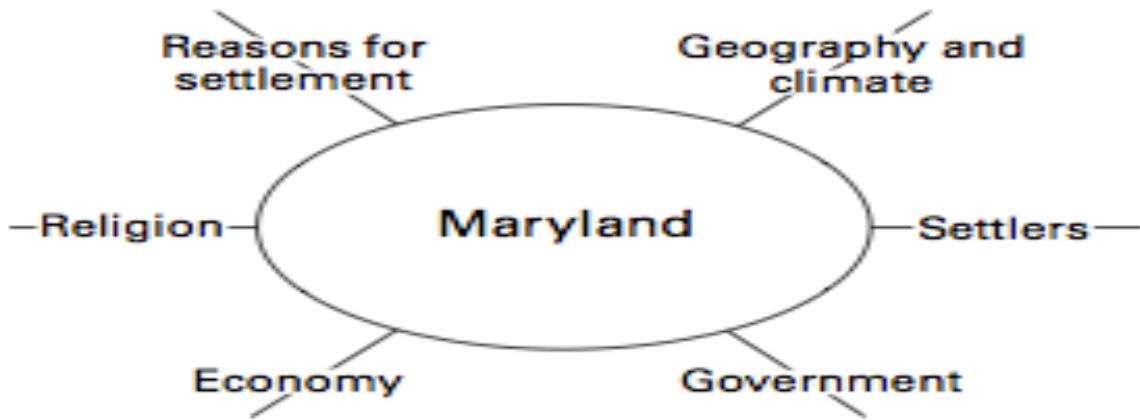 Reasons for
settlement
Geography and
climate
Religion
Maryland
Settlers
Economy
Government